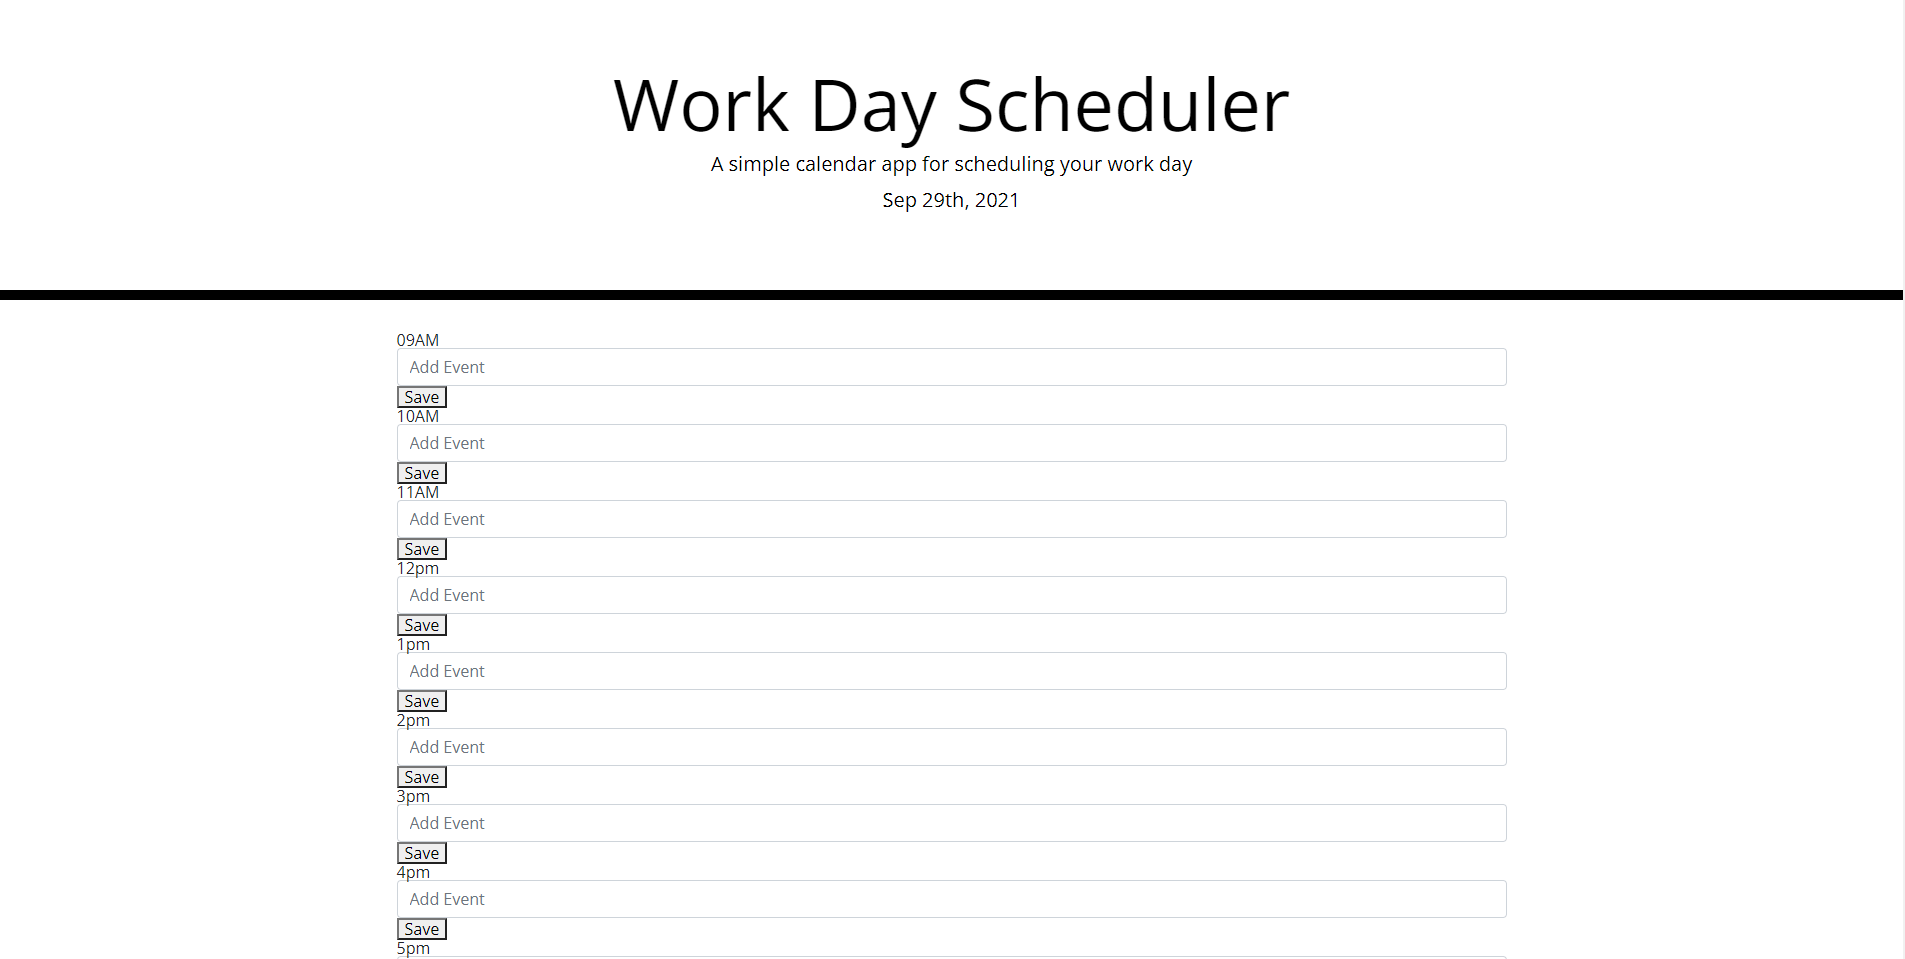 Work Day Scheduler
A simple calendar app for scheduling your work day
Sep 29th, 2021
09AM
Add Event
Save
10AM
Add Event
Save
11AM
Add Event
Save
12pm
Add Event
Save
1pm
Add Event
Save
2pm
Add Event
Save
3pm
Add Event
Save
4pm
Add Event
Save
5pm